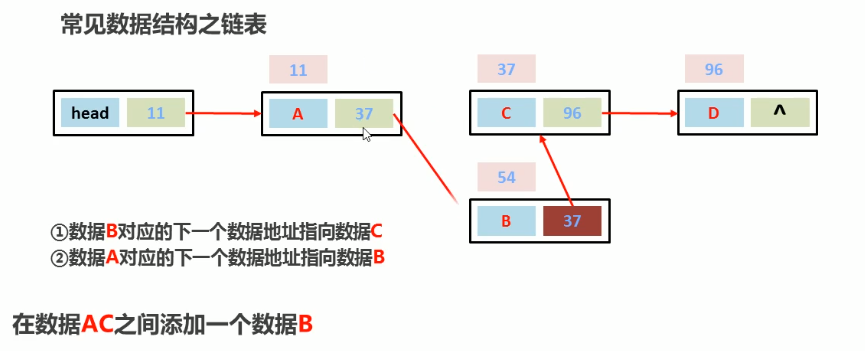 常见数据结构之链表
11 37 96
head 11 A 37 C 96 D ^
54
B 37
①数据B对应的下一个数据地址指向数据C
②数据A对应的下一个数据地址指向数据B
在数据AC之间添加一个数据B